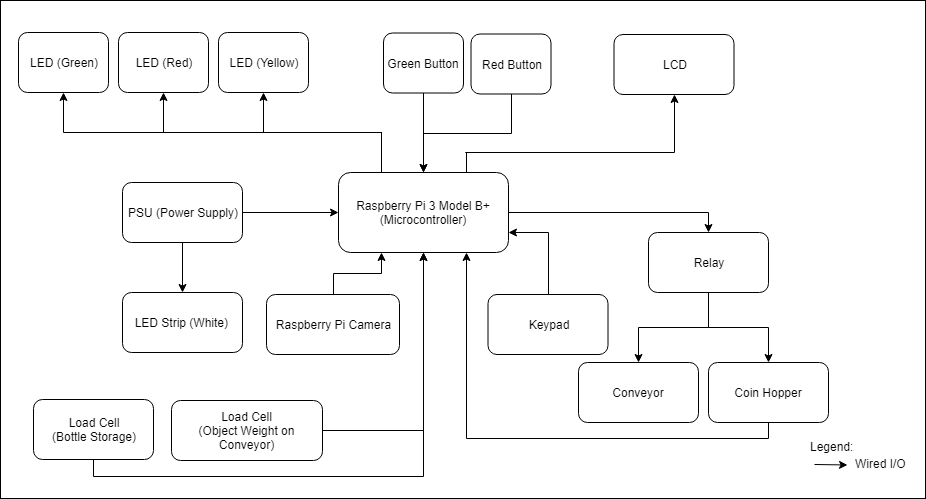 LED (Green)
LED (Red)
LED (Yellow)
Green Button
Red Button
LCD
PSU (Power Supply)
Raspberry Pi 3 Model B+
(Microcontroller)
Relay
LED Strip (White)
Raspberry Pi Camera
Keypad
Conveyor
Coin Hopper
Load Cell
(Bottle Storage)
Load Cell
(Object Weight on
Conveyor)
Legend:
Wired I/O